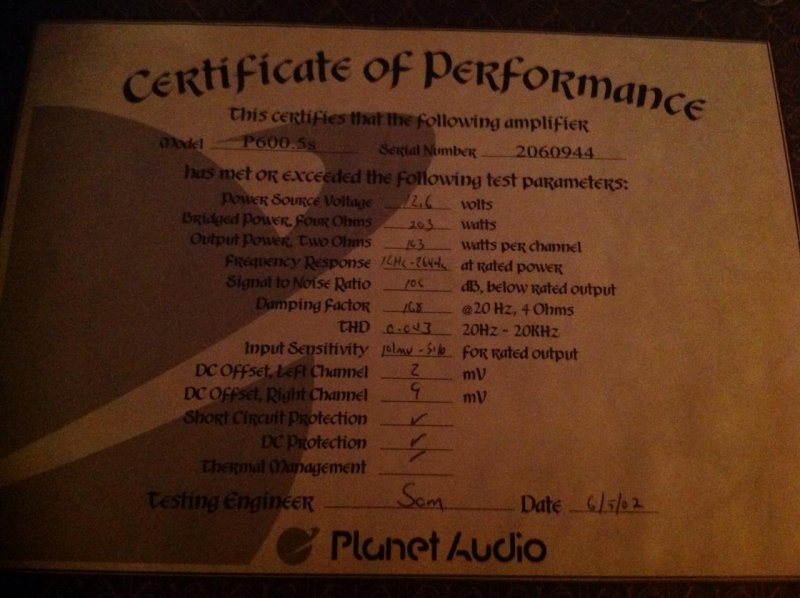 Certificate of Performance
This certifies that the following amplifier
Model P600.5s Serial Number 2060944
has met or exceeded the following test parameters:
Power Source Voltage 12.6 volts
Bridged Power, Four Ohms 203 watts
Output Power, Two Ohms 103 watts per channel
Frequency Response at rated power
Signal to Noise Ratio dB, below rated output
Damping Factor 168 @20 Hz, 4 Ohms
THD 0.043 20Hz - 20KHz
Input Sensitivity for rated output
DC Offset, Left Channel 2 mV
DC Offset, Right Channel 9 mV
Short Circuit Protection ✓
DC Protection ✓
Thermal Management
Testing Engineer Sam Date 6/5/02
Planet Audio